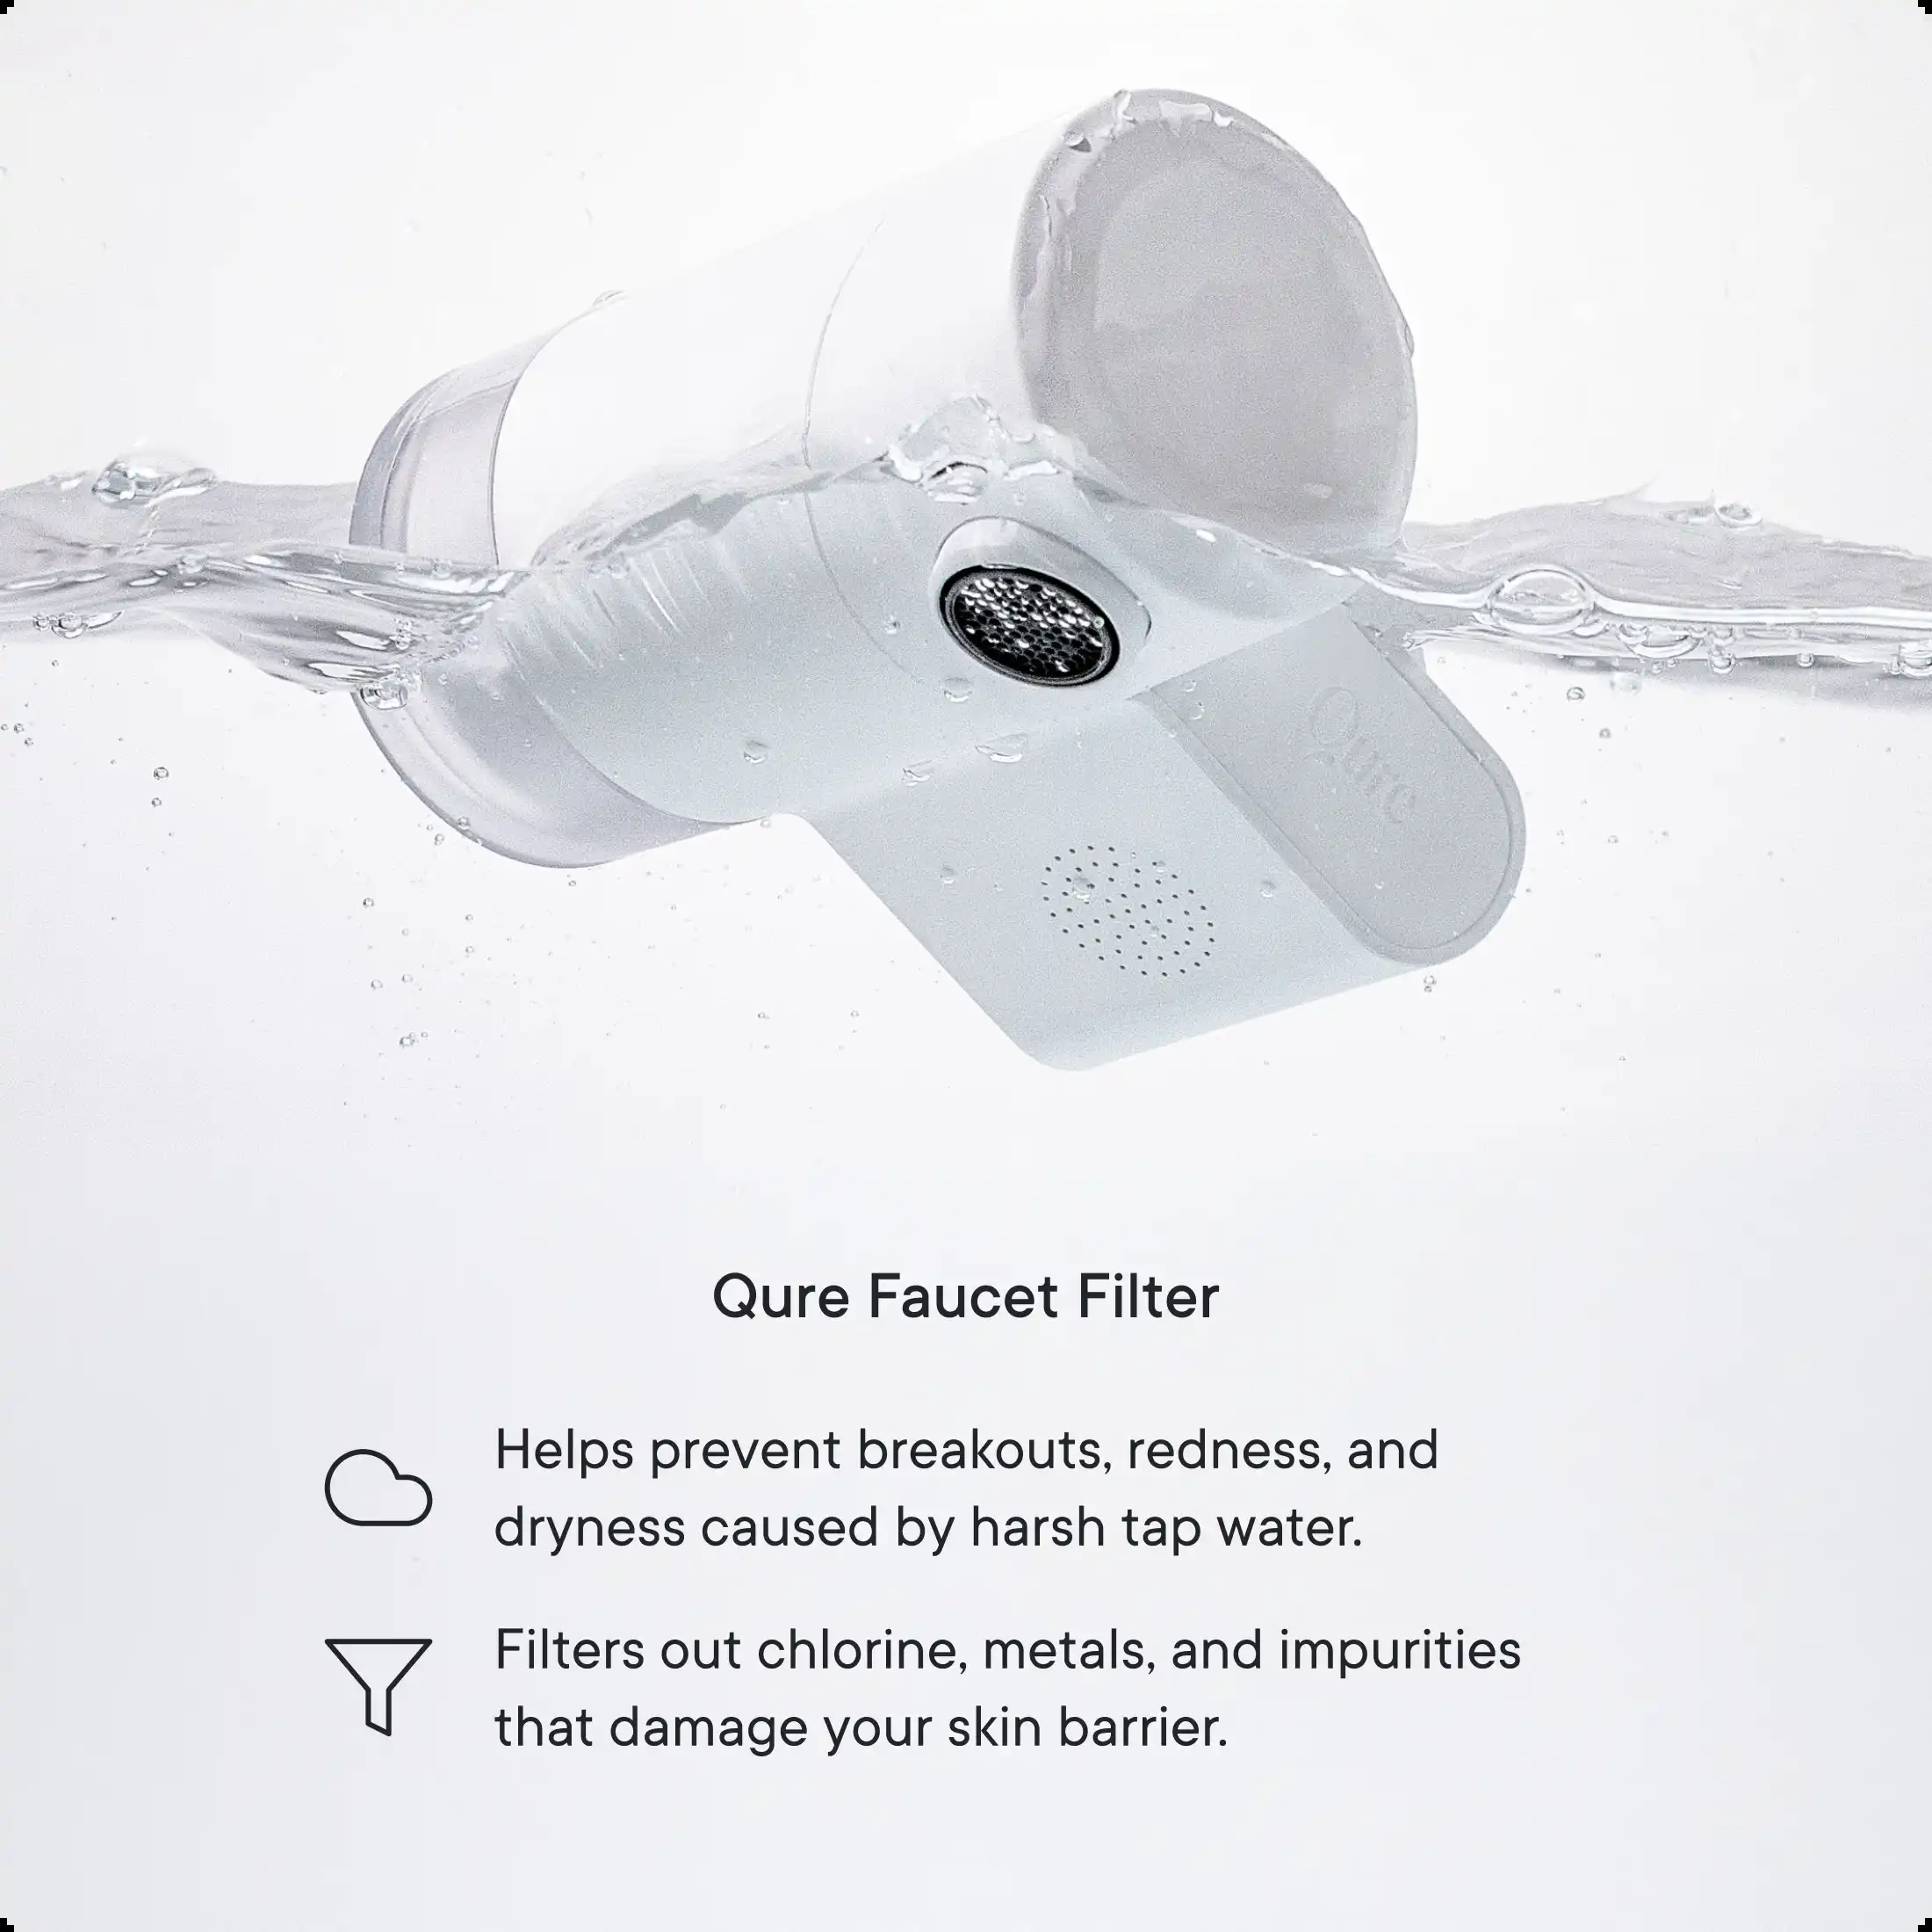 Qure
Qure Faucet Filter
Helps prevent breakouts, redness, and
dryness caused by harsh tap water.
Filters out chlorine, metals, and impurities
that damage your skin barrier.